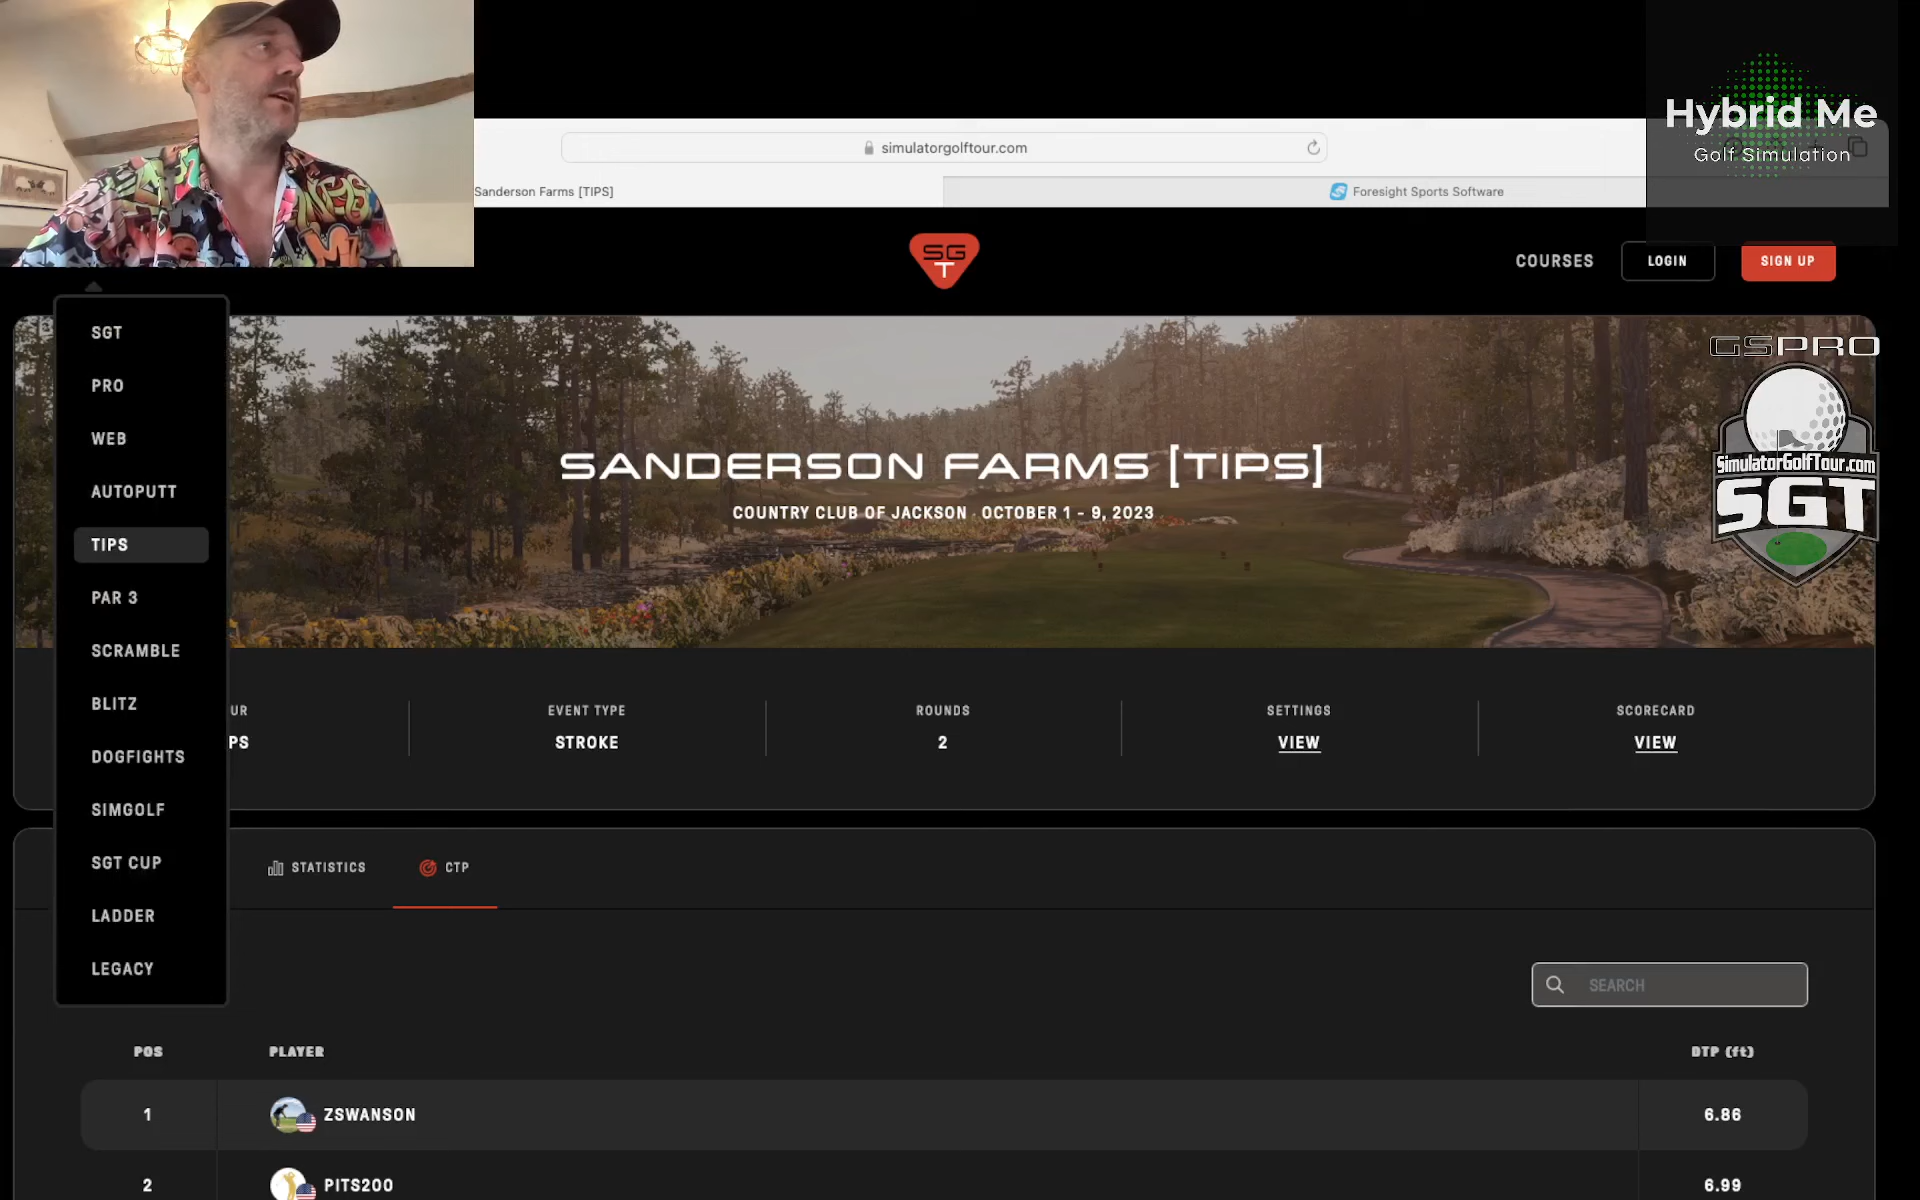 Hybrid Me
Golf Simulation
simulatorgolftour.com
Sanderson Farms [TIPS]
Foresight Sports Software
SGT
COURSES
LOGIN
SIGN UP
GSPRO
SimulatorGolfTour.com
SGT
SANDERSON FARMS [TIPS]
COUNTRY CLUB OF JACKSON · OCTOBER 1 - 9, 2023
SGT
PRO
WEB
AUTOPUTT
TIPS
PAR 3
SCRAMBLE
BLITZ
DOGFIGHTS
SIMGOLF
SGT CUP
LADDER
LEGACY
UR
PS
EVENT TYPE
STROKE
ROUNDS
2
SETTINGS
VIEW
SCORECARD
VIEW
STATISTICS
CTP
SEARCH
POS PLAYER DTP (ft)
1 ZSWANSON 6.86
2 PITS200 6.99